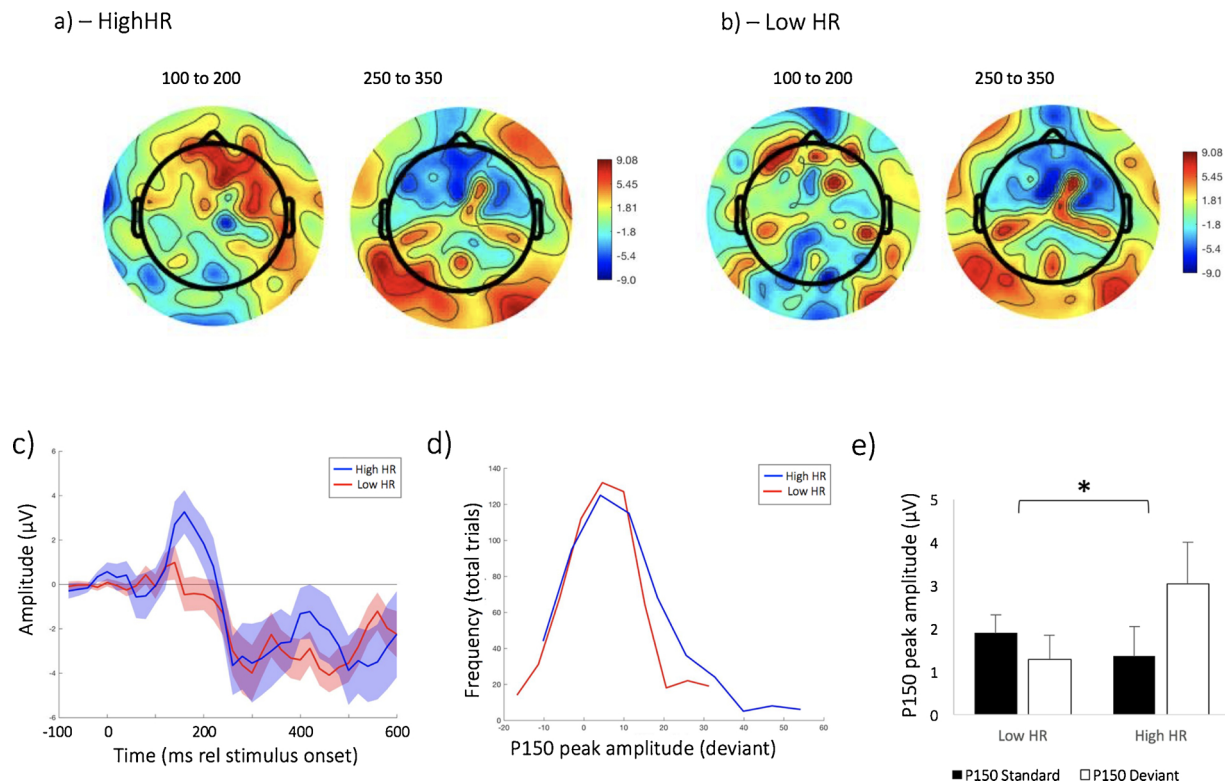 a) – HighHR
b) – Low HR
100 to 200
250 to 350
100 to 200
250 to 350
9.08
5.45
1.81
-1.8
-5.4
-9.0
9.08
5.45
1.81
-1.8
-5.4
-9.0
c)
High HR
Low HR
6
4
2
0
-2
-4
-6
Amplitude (μV)
-100
0
200
400
600
Time (ms rel stimulus onset)
d)
High HR
Low HR
140
120
100
80
60
40
20
0
Frequency (total trials)
-20
-10
0
10
20
30
40
50
60
P150 peak amplitude (deviant)
e)
*
5
4
3
2
1
0
P150 peak amplitude (μV)
Low HR
High HR
P150 Standard
P150 Deviant